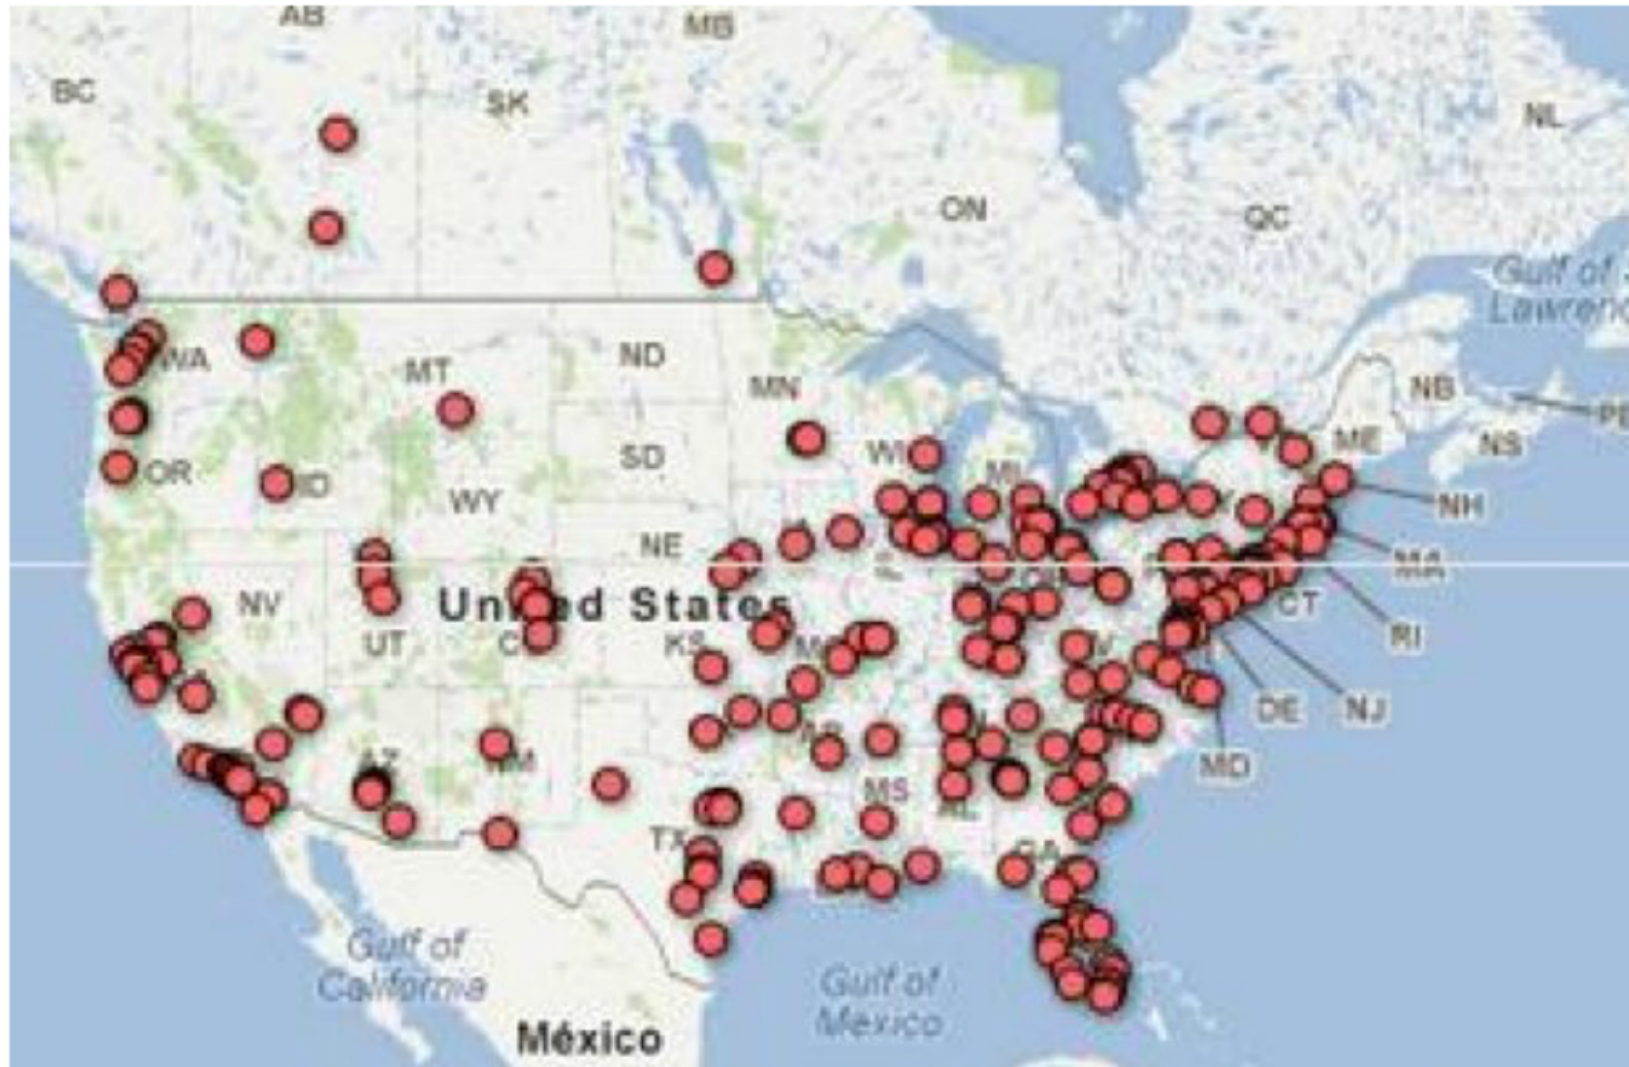 AB
MB
BC
SK
NL
ON
QC
Gulf of
Lawrenc
WA
MT
ND
MN
NB
ME
NS
OR
ID
SD
WI
MI
WY
NH
NE
MA
NV
United States
CT
UT
KS
RI
DE
NJ
AZ
NM
MD
MS
AL
TX
GA
Gulf of
California
Gulf of
Mexico
México